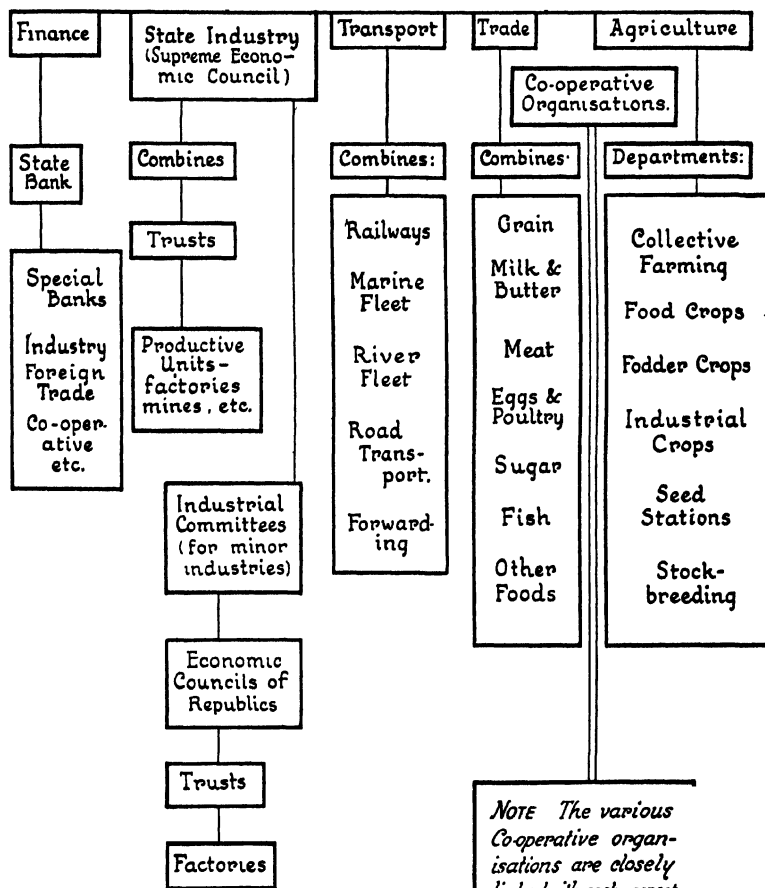 Finance
State Industry
(Supreme Econo-
mic Council)
Transport
Trade
Agriculture
Co-operative
Organisations.
State
Bank
Combines
Combines:
Combines:
Departments:
Special
Banks
Industry
Foreign
Trade
Co-oper-
ative
etc.
Trusts
Productive
Units-
factories
mines, etc.
Industrial
Committees
(for minor
industries)
Economic
Councils of
Republics
Trusts
Factories
Railways
Marine
Fleet
River
Fleet
Road
Trans-
port.
Forward-
ing
Grain
Milk &
Butter
Meat
Eggs &
Poultry
Sugar
Fish
Other
Foods
Collective
Farming
Food Crops
Fodder Crops
Industrial
Crops
Seed
Stations
Stock-
breeding
NOTE The various
Co-operative organ-
isations are closely